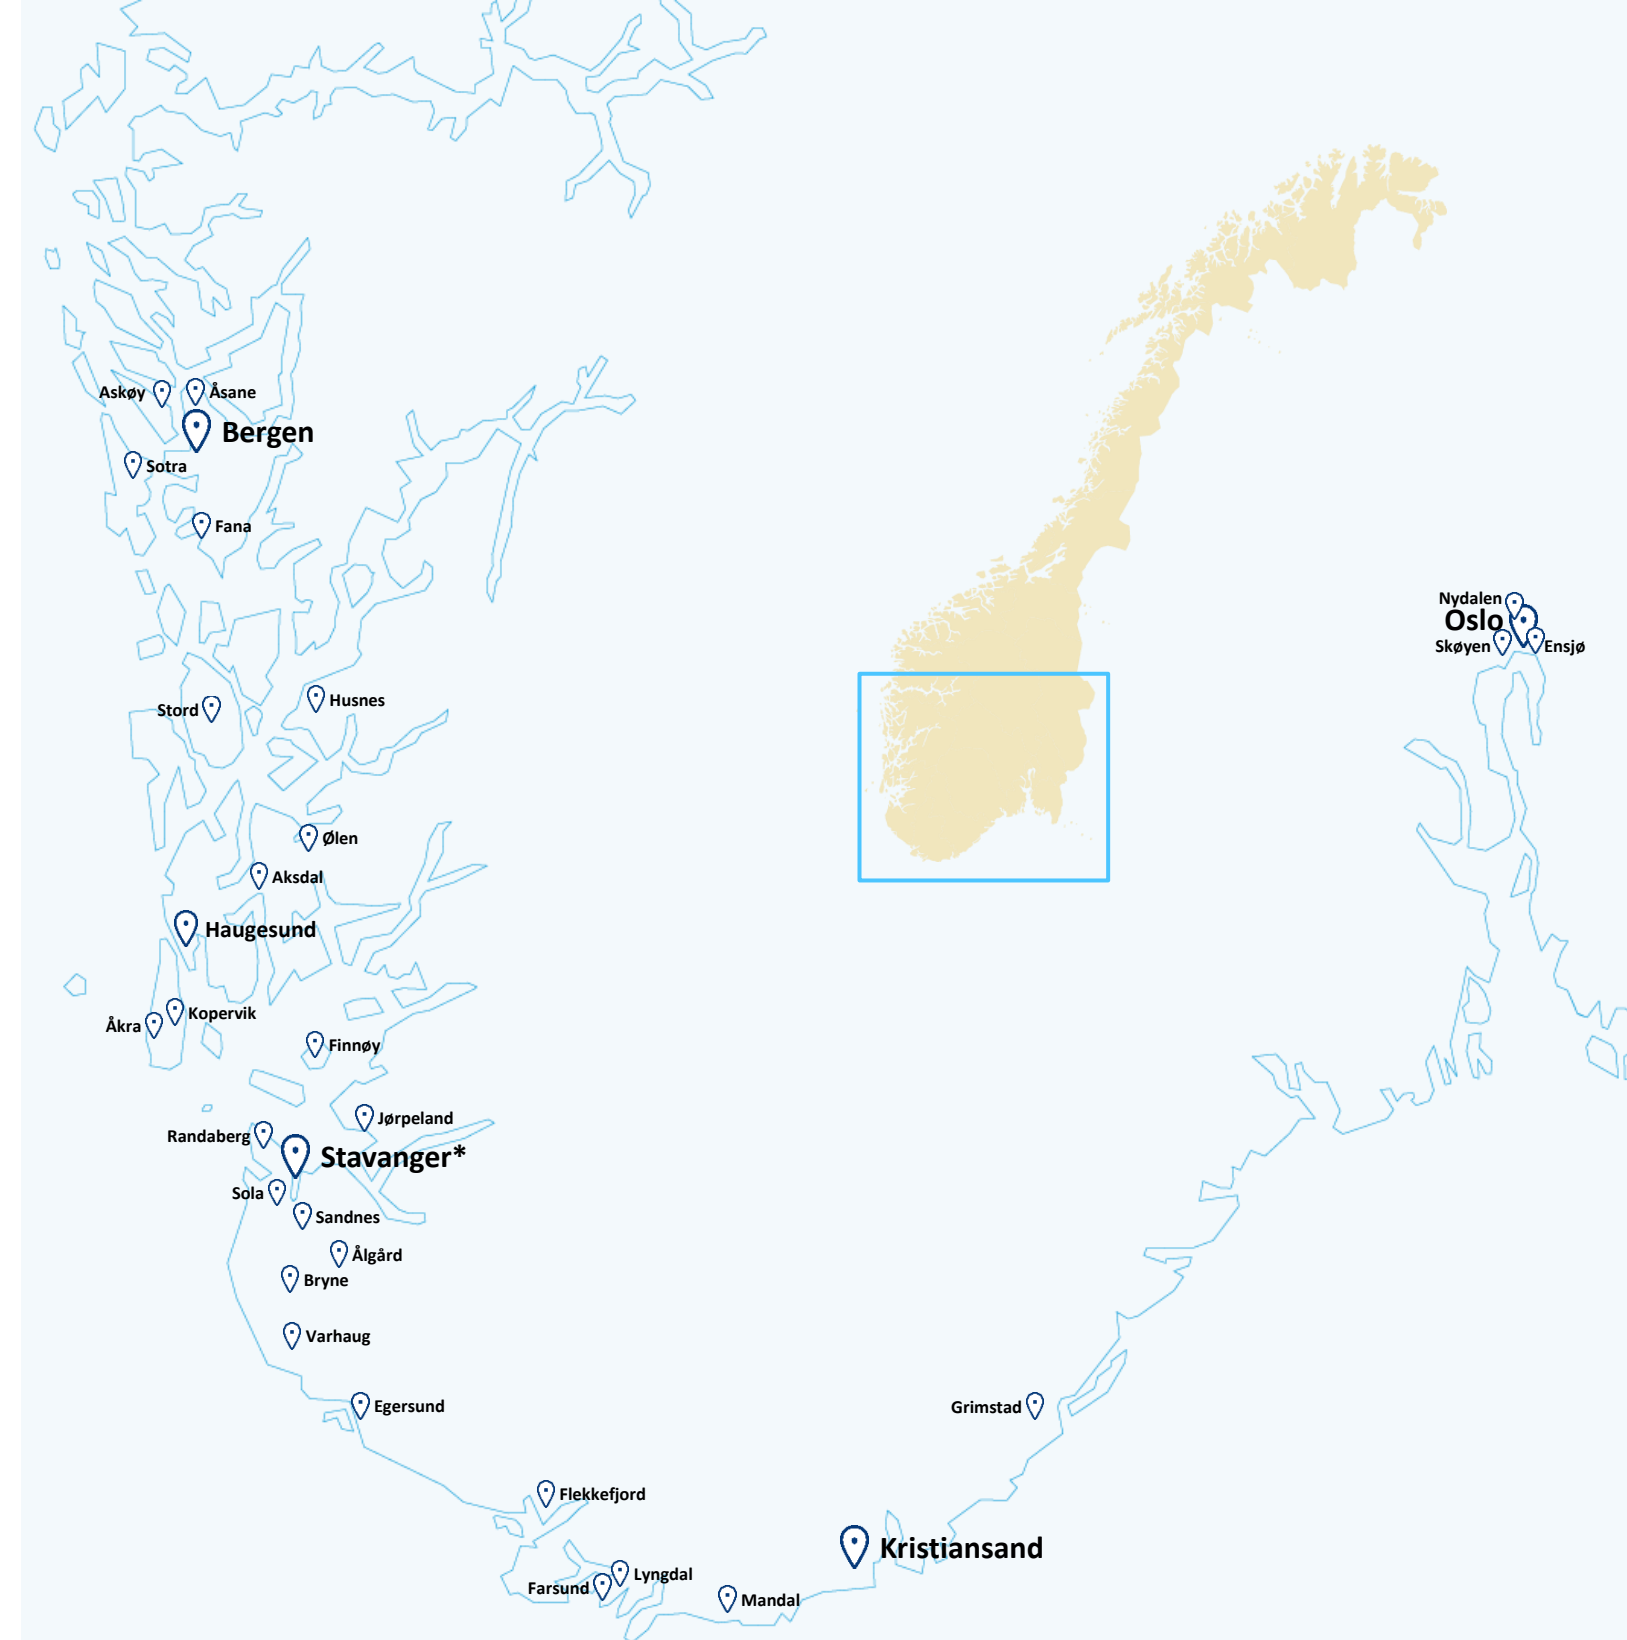 Askøy
Åsane
Bergen
Sotra
Fana
Nydalen
Oslo
Skøyen
Ensjø
Husnes
Stord
Ølen
Aksdal
Haugesund
Kopervik
Åkra
Finnøy
Jørpeland
Randaberg
Stavanger*
Sola
Sandnes
Ålgård
Bryne
Varhaug
Egersund
Grimstad
Flekkefjord
Kristiansand
Lyngdal
Farsund
Mandal